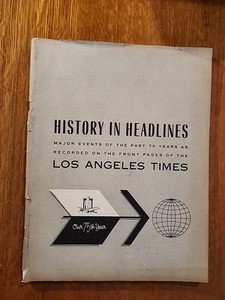 HISTORY IN HEADLINES
MAJOR EVENTS OF THE PAST 75 YEARS AS
RECORDED ON THE FRONT PAGES OF THE
LOS ANGELES TIMES
Our 75th Year